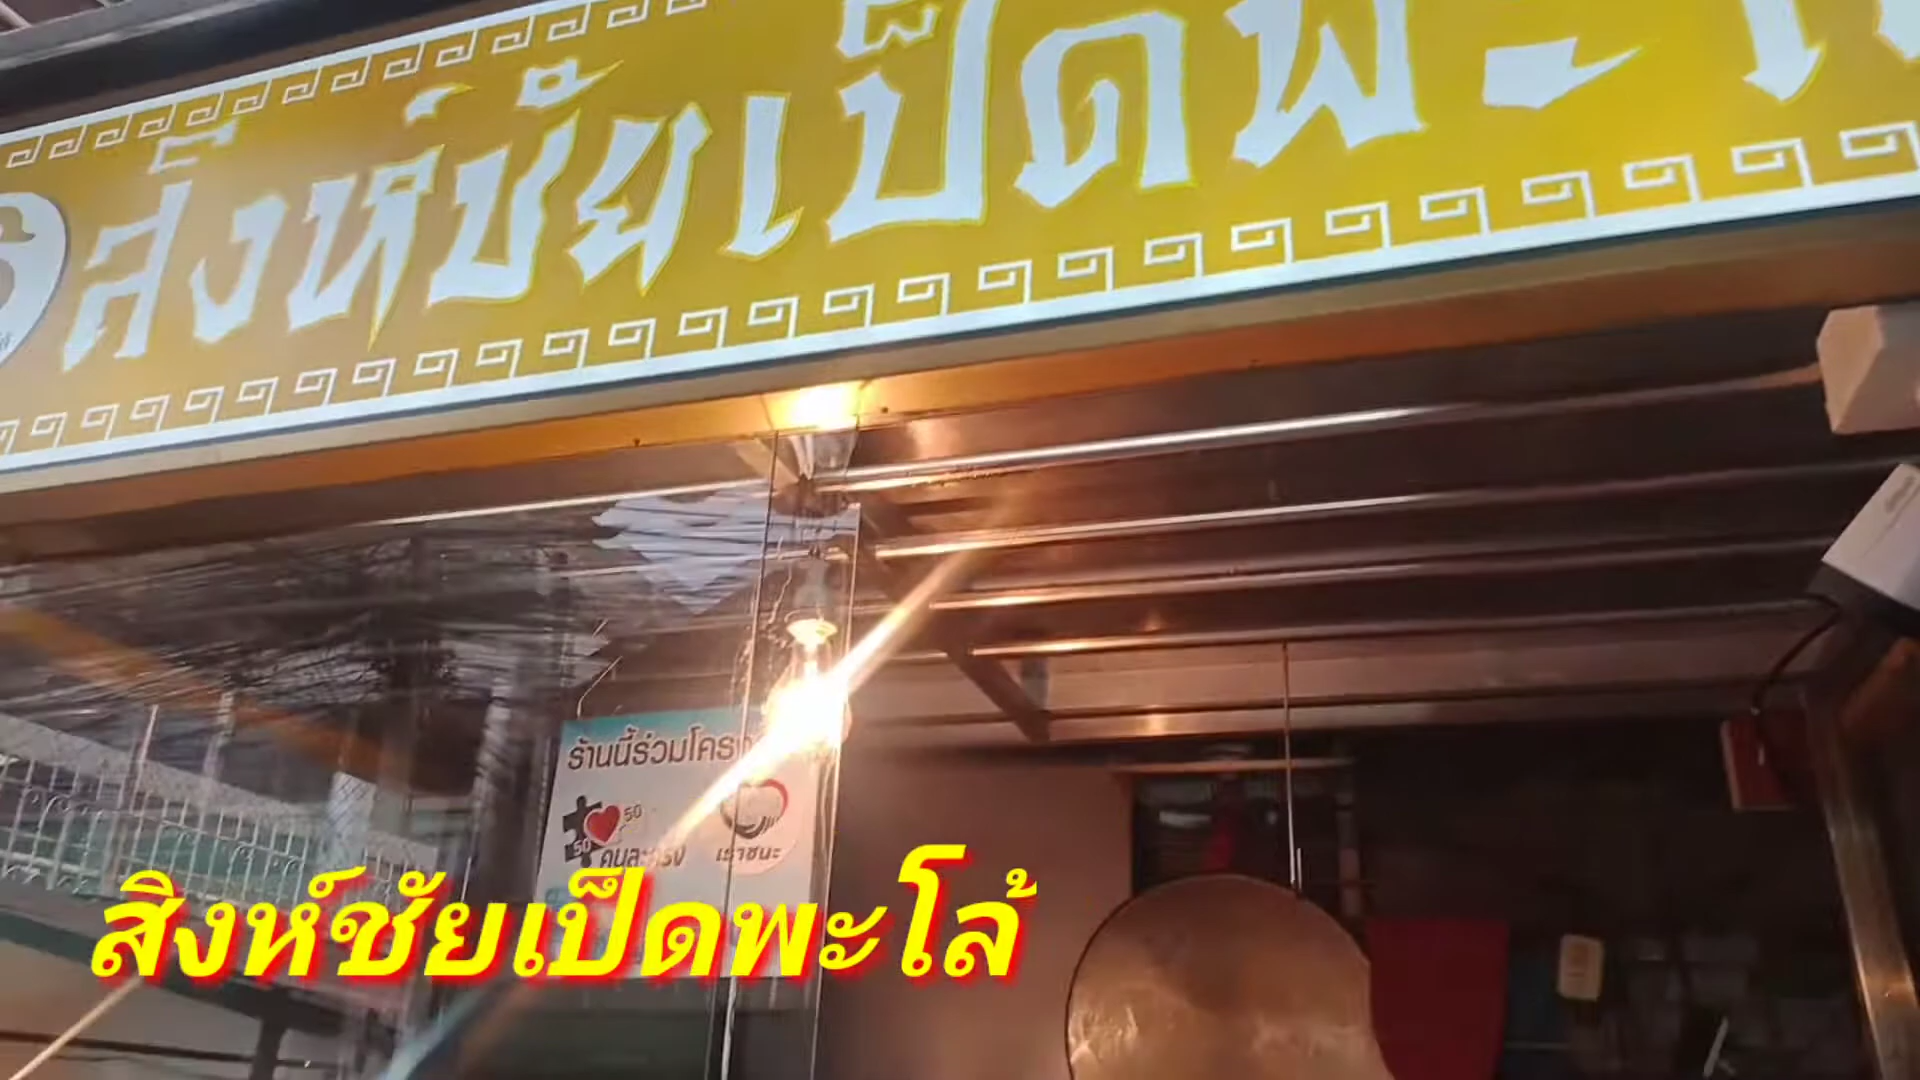 สิงห์ชัยเป็ดพะ
ร้านนี้ร่วมโคร
50
50
คนละครึ่ง
เราชนะ
สิงห์ชัยเป็ดพะโล้